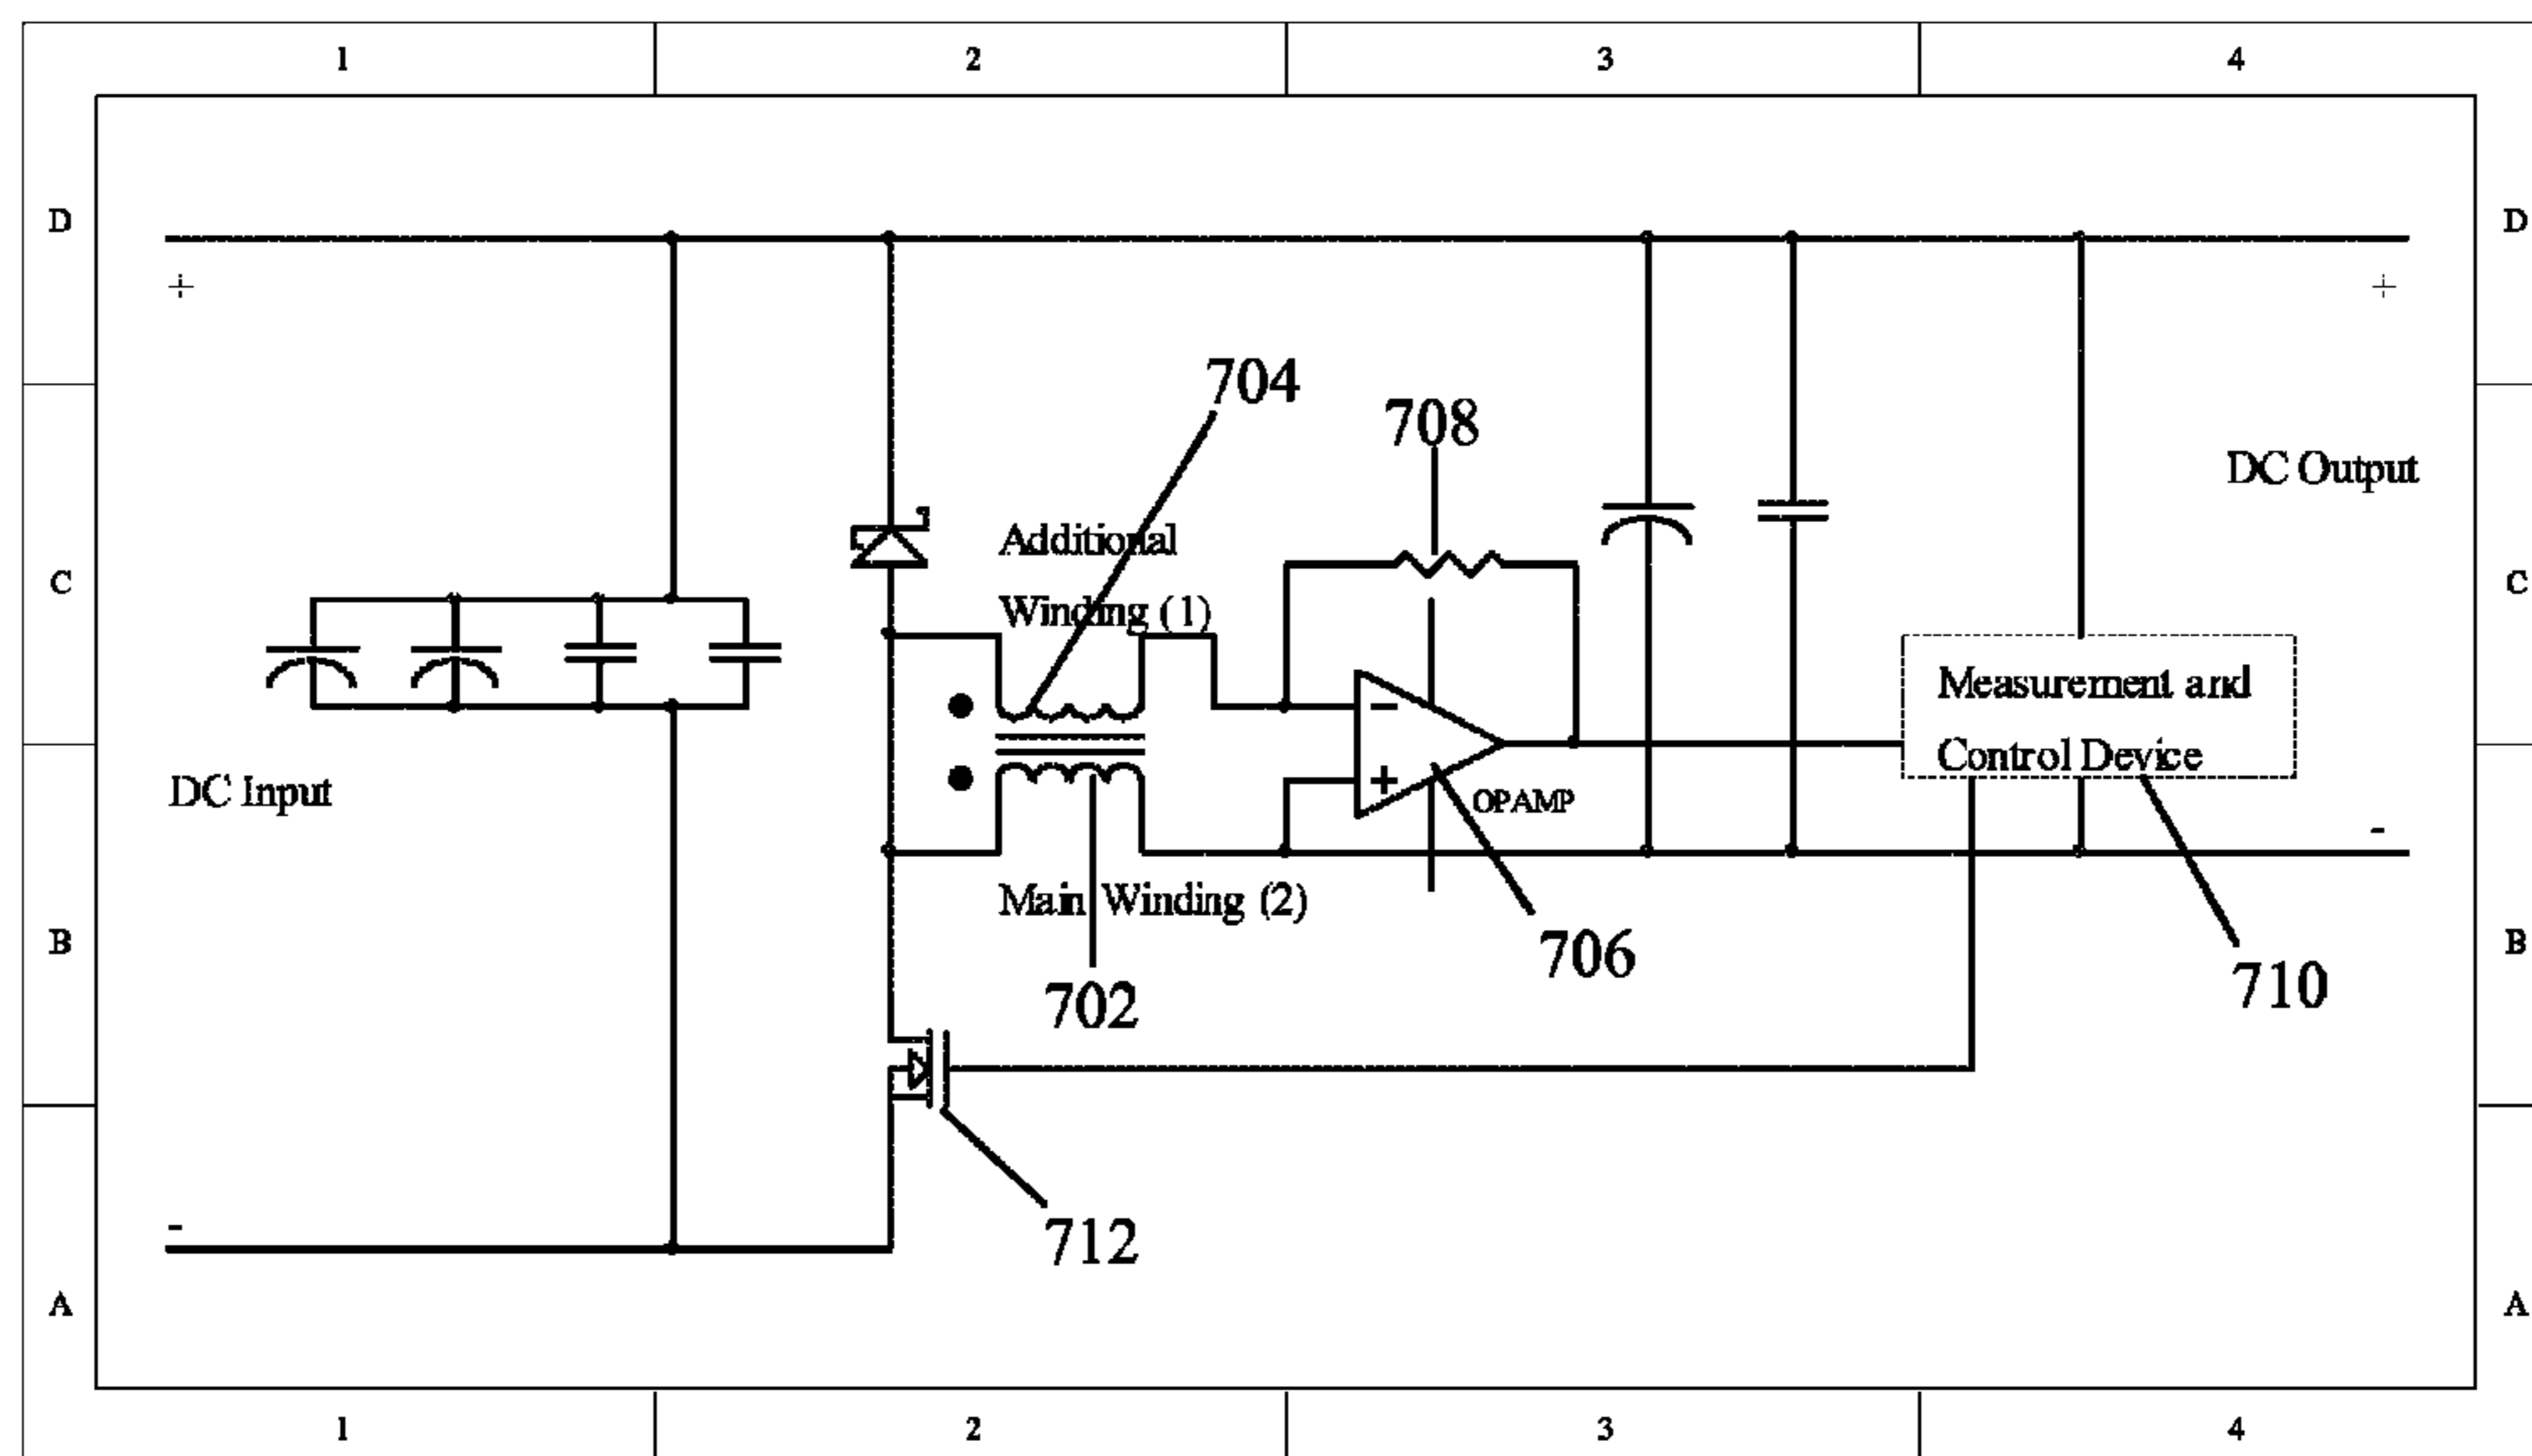 1 2 3 4
D D
+ +
704
708
DC Output
Additional
C C
Winding (1)
Measurement and
−
Control Device
DC Input
+
OPAMP
-
Main Winding (2)
B B
706
710
702
-
712
A A
1 2 3 4